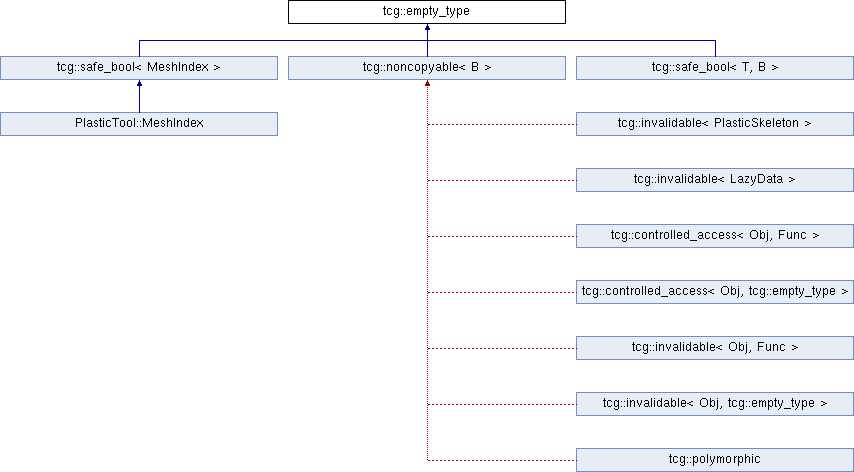 tcg::empty_type
tcg::safe_bool< MeshIndex >
tcg::noncopyable< B >
tcg::safe_bool< T, B >
PlasticTool::MeshIndex
tcg::invalidable< PlasticSkeleton >
tcg::invalidable< LazyData >
tcg::controlled_access< Obj, Func >
tcg::controlled_access< Obj, tcg::empty_type >
tcg::invalidable< Obj, Func >
tcg::invalidable< Obj, tcg::empty_type >
tcg::polymorphic